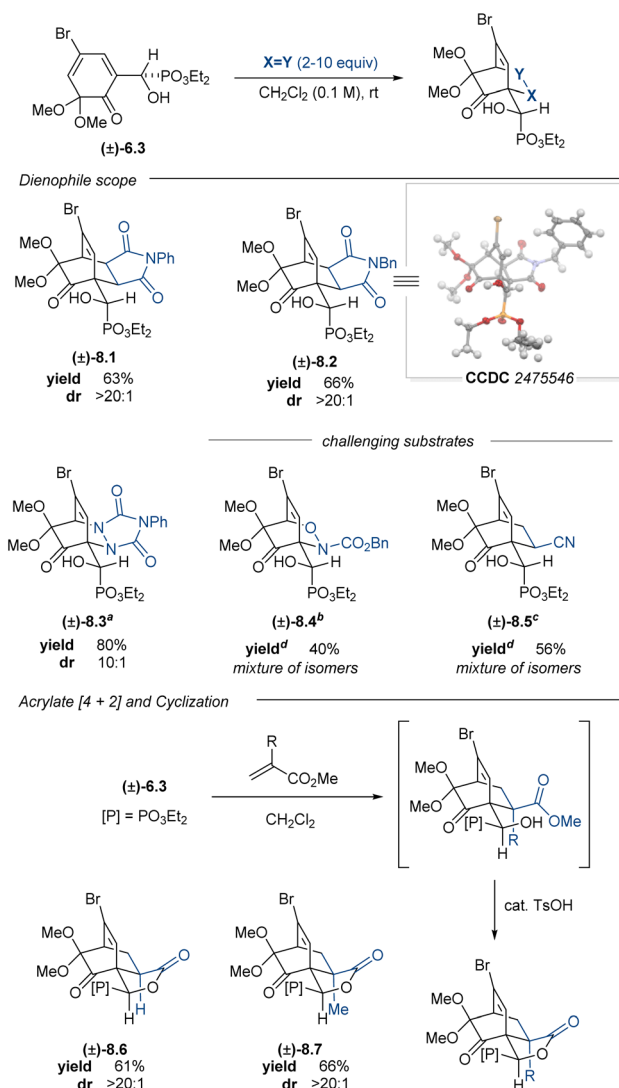 Br
H
PO3Et2
OH
MeO
OMe
O
(±)-6.3
X=Y (2-10 equiv)
CH2Cl2 (0.1 M), rt
Br
MeO
MeO
Y
X
O
HO
H
PO3Et2
Dienophile scope
Br
MeO
MeO
O
O
NPh
O
HO
H
PO3Et2
(±)-8.1
yield 63%
dr >20:1
Br
MeO
MeO
O
O
NBn
O
HO
H
PO3Et2
(±)-8.2
yield 66%
dr >20:1
CCDC 2475546
challenging substrates
Br
MeO
MeO
O
O
N
NPh
N
O
HO
H
PO3Et2
(±)-8.3a
yield 80%
dr 10:1
Br
MeO
MeO
O
O
N
CO2Bn
HO
H
PO3Et2
(±)-8.4b
yieldd 40%
mixture of isomers
Br
MeO
MeO
O
CN
HO
H
PO3Et2
(±)-8.5c
yieldd 56%
mixture of isomers
Acrylate [4 + 2] and Cyclization
(±)-6.3
[P] = PO3Et2
R
CO2Me
CH2Cl2
Br
MeO
MeO
O
O
OMe
[P]
OH
R
H
cat. TsOH
Br
MeO
MeO
O
O
[P]
O
H
H
(±)-8.6
yield 61%
dr >20:1
Br
MeO
MeO
O
O
[P]
O
Me
H
(±)-8.7
yield 66%
dr >20:1
Br
MeO
MeO
O
O
[P]
O
R
H